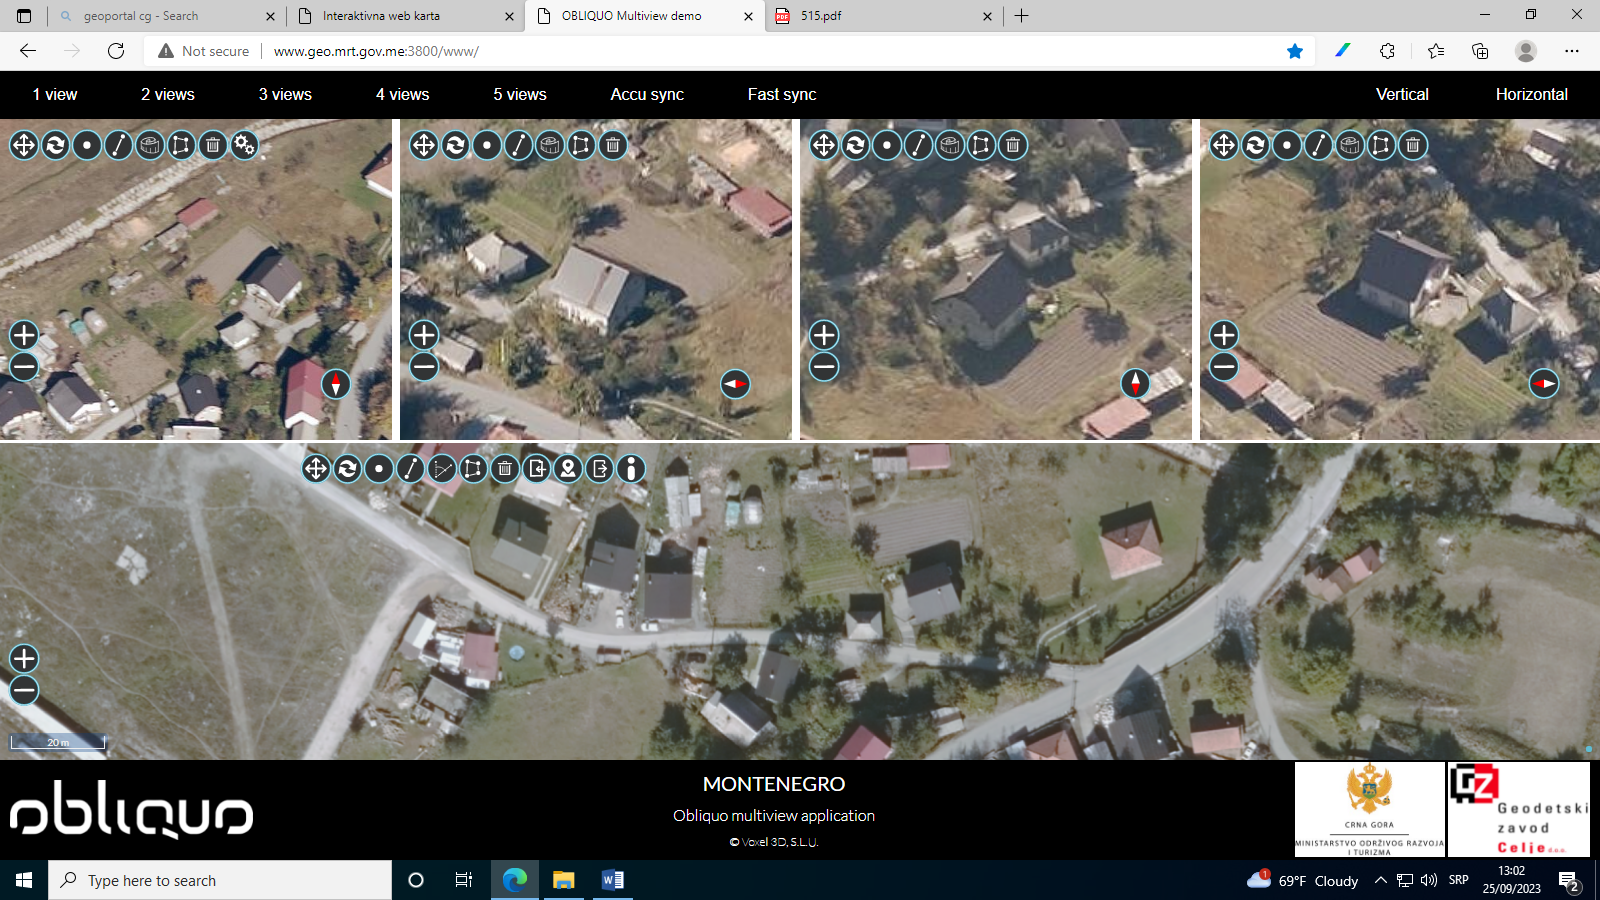 geoportal cg - Search
Interaktivna web karta
OBLIQUO Multiview demo
515.pdf
Not secure
www.geo.mrt.gov.me:3800/www/
1 view
2 views
3 views
4 views
5 views
Accu sync
Fast sync
Vertical
Horizontal
20 m
obliquo
MONTENEGRO
Obliquo multiview application
© Voxel 3D, S.L.U.
CRNA GORA
MINISTARSTVO ODRŽIVOG RAZVOJA
I TURIZMA
GZ
Geodetski
zavod
Celje d.o.o.
Type here to search
1
69°F Cloudy
SRP
13:02
25/09/2023
2